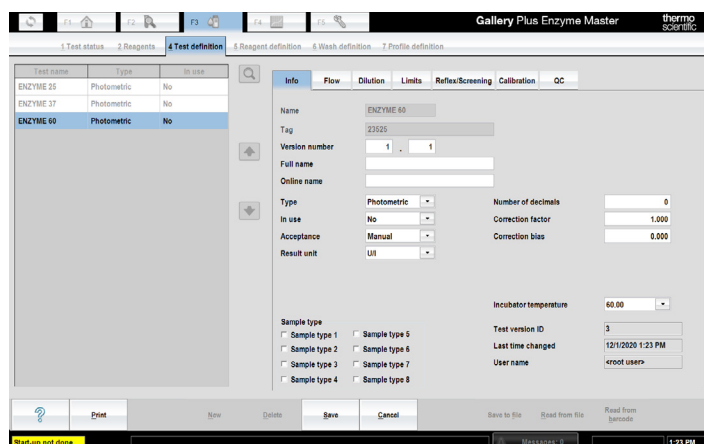 F1 F2 F3 F4 F5 Gallery Plus Enzyme Master thermo scientific
1 Test status 2 Reagents 4 Test definition 5 Reagent definition 6 Wash definition 7 Profile definition
Test name Type In use
ENZYME 25 Photometric No
ENZYME 37 Photometric No
ENZYME 60 Photometric No
Info Flow Dilution Limits Reflex/Screening Calibration QC
Name ENZYME 60
Tag 23525
Version number 1 . 1
Full name
Online name
Type Photometric Number of decimals 0
In use No Correction factor 1.000
Acceptance Manual Correction bias 0.000
Result unit U/l
Incubator temperature 60.00
Sample type
Sample type 1 Sample type 5 Test version ID 3
Sample type 2 Sample type 6 Last time changed 12/1/2020 1:23 PM
Sample type 3 Sample type 7 User name <root user>
Sample type 4 Sample type 8
? Print New Delete Save Cancel Save to file Read from file Read from barcode
Start-up not done Messages: 0 1:23 PM